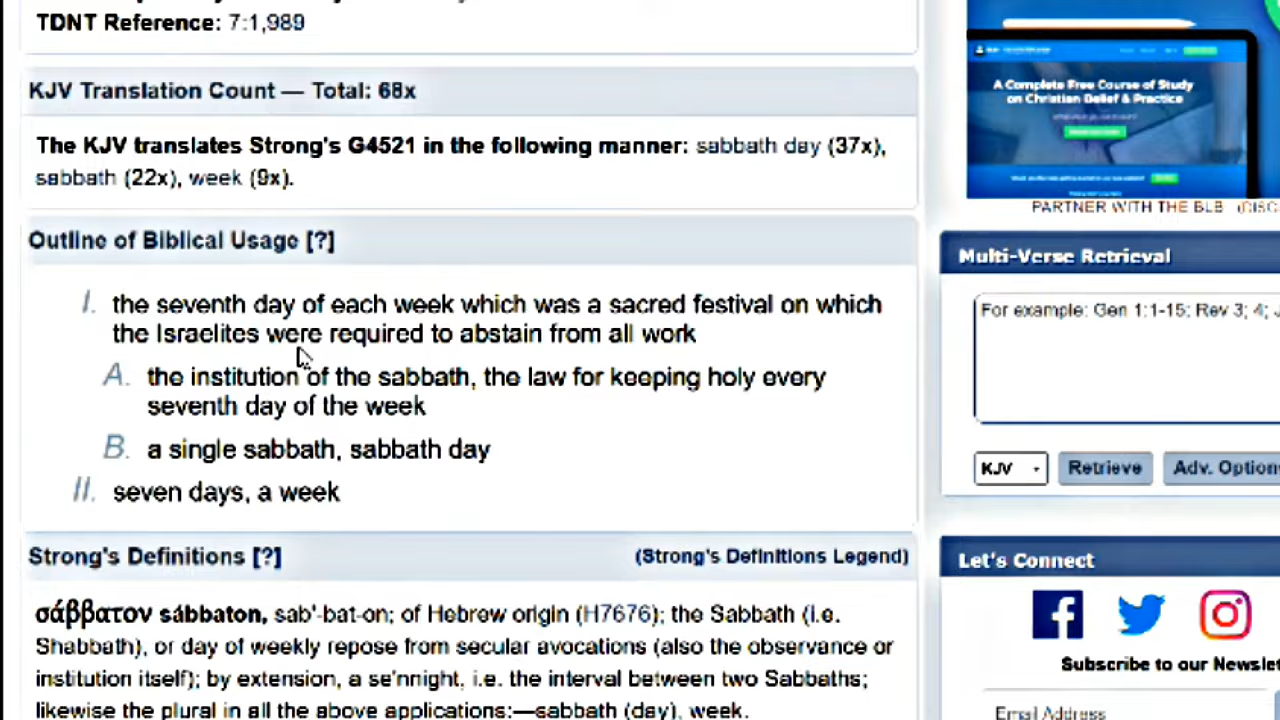 TDNT Reference: 7:1,989
KJV Translation Count — Total: 68x
The KJV translates Strong's G4521 in the following manner: sabbath day (37x),
sabbath (22x), week (9x).
Outline of Biblical Usage [?]
I. the seventh day of each week which was a sacred festival on which
the Israelites were required to abstain from all work
A. the institution of the sabbath, the law for keeping holy every
seventh day of the week
B. a single sabbath, sabbath day
II. seven days, a week
Strong's Definitions [?] (Strong's Definitions Legend)
σάββατον sábbaton, sab'-bat-on; of Hebrew origin (H7676); the Sabbath (i.e.
Shabbath), or day of weekly repose from secular avocations (also the observance or
institution itself); by extension, a se'nnight, i.e. the interval between two Sabbaths;
likewise the plural in all the above applications:—sabbath (day), week.
A Complete Free Course of Study
on Christian Belief & Practice
PARTNER WITH THE BLB
Multi-Verse Retrieval
For example: Gen 1:1-15; Rev 3; 4;
KJV Retrieve Adv. Option
Let's Connect
Subscribe to our Newslet
Email Address